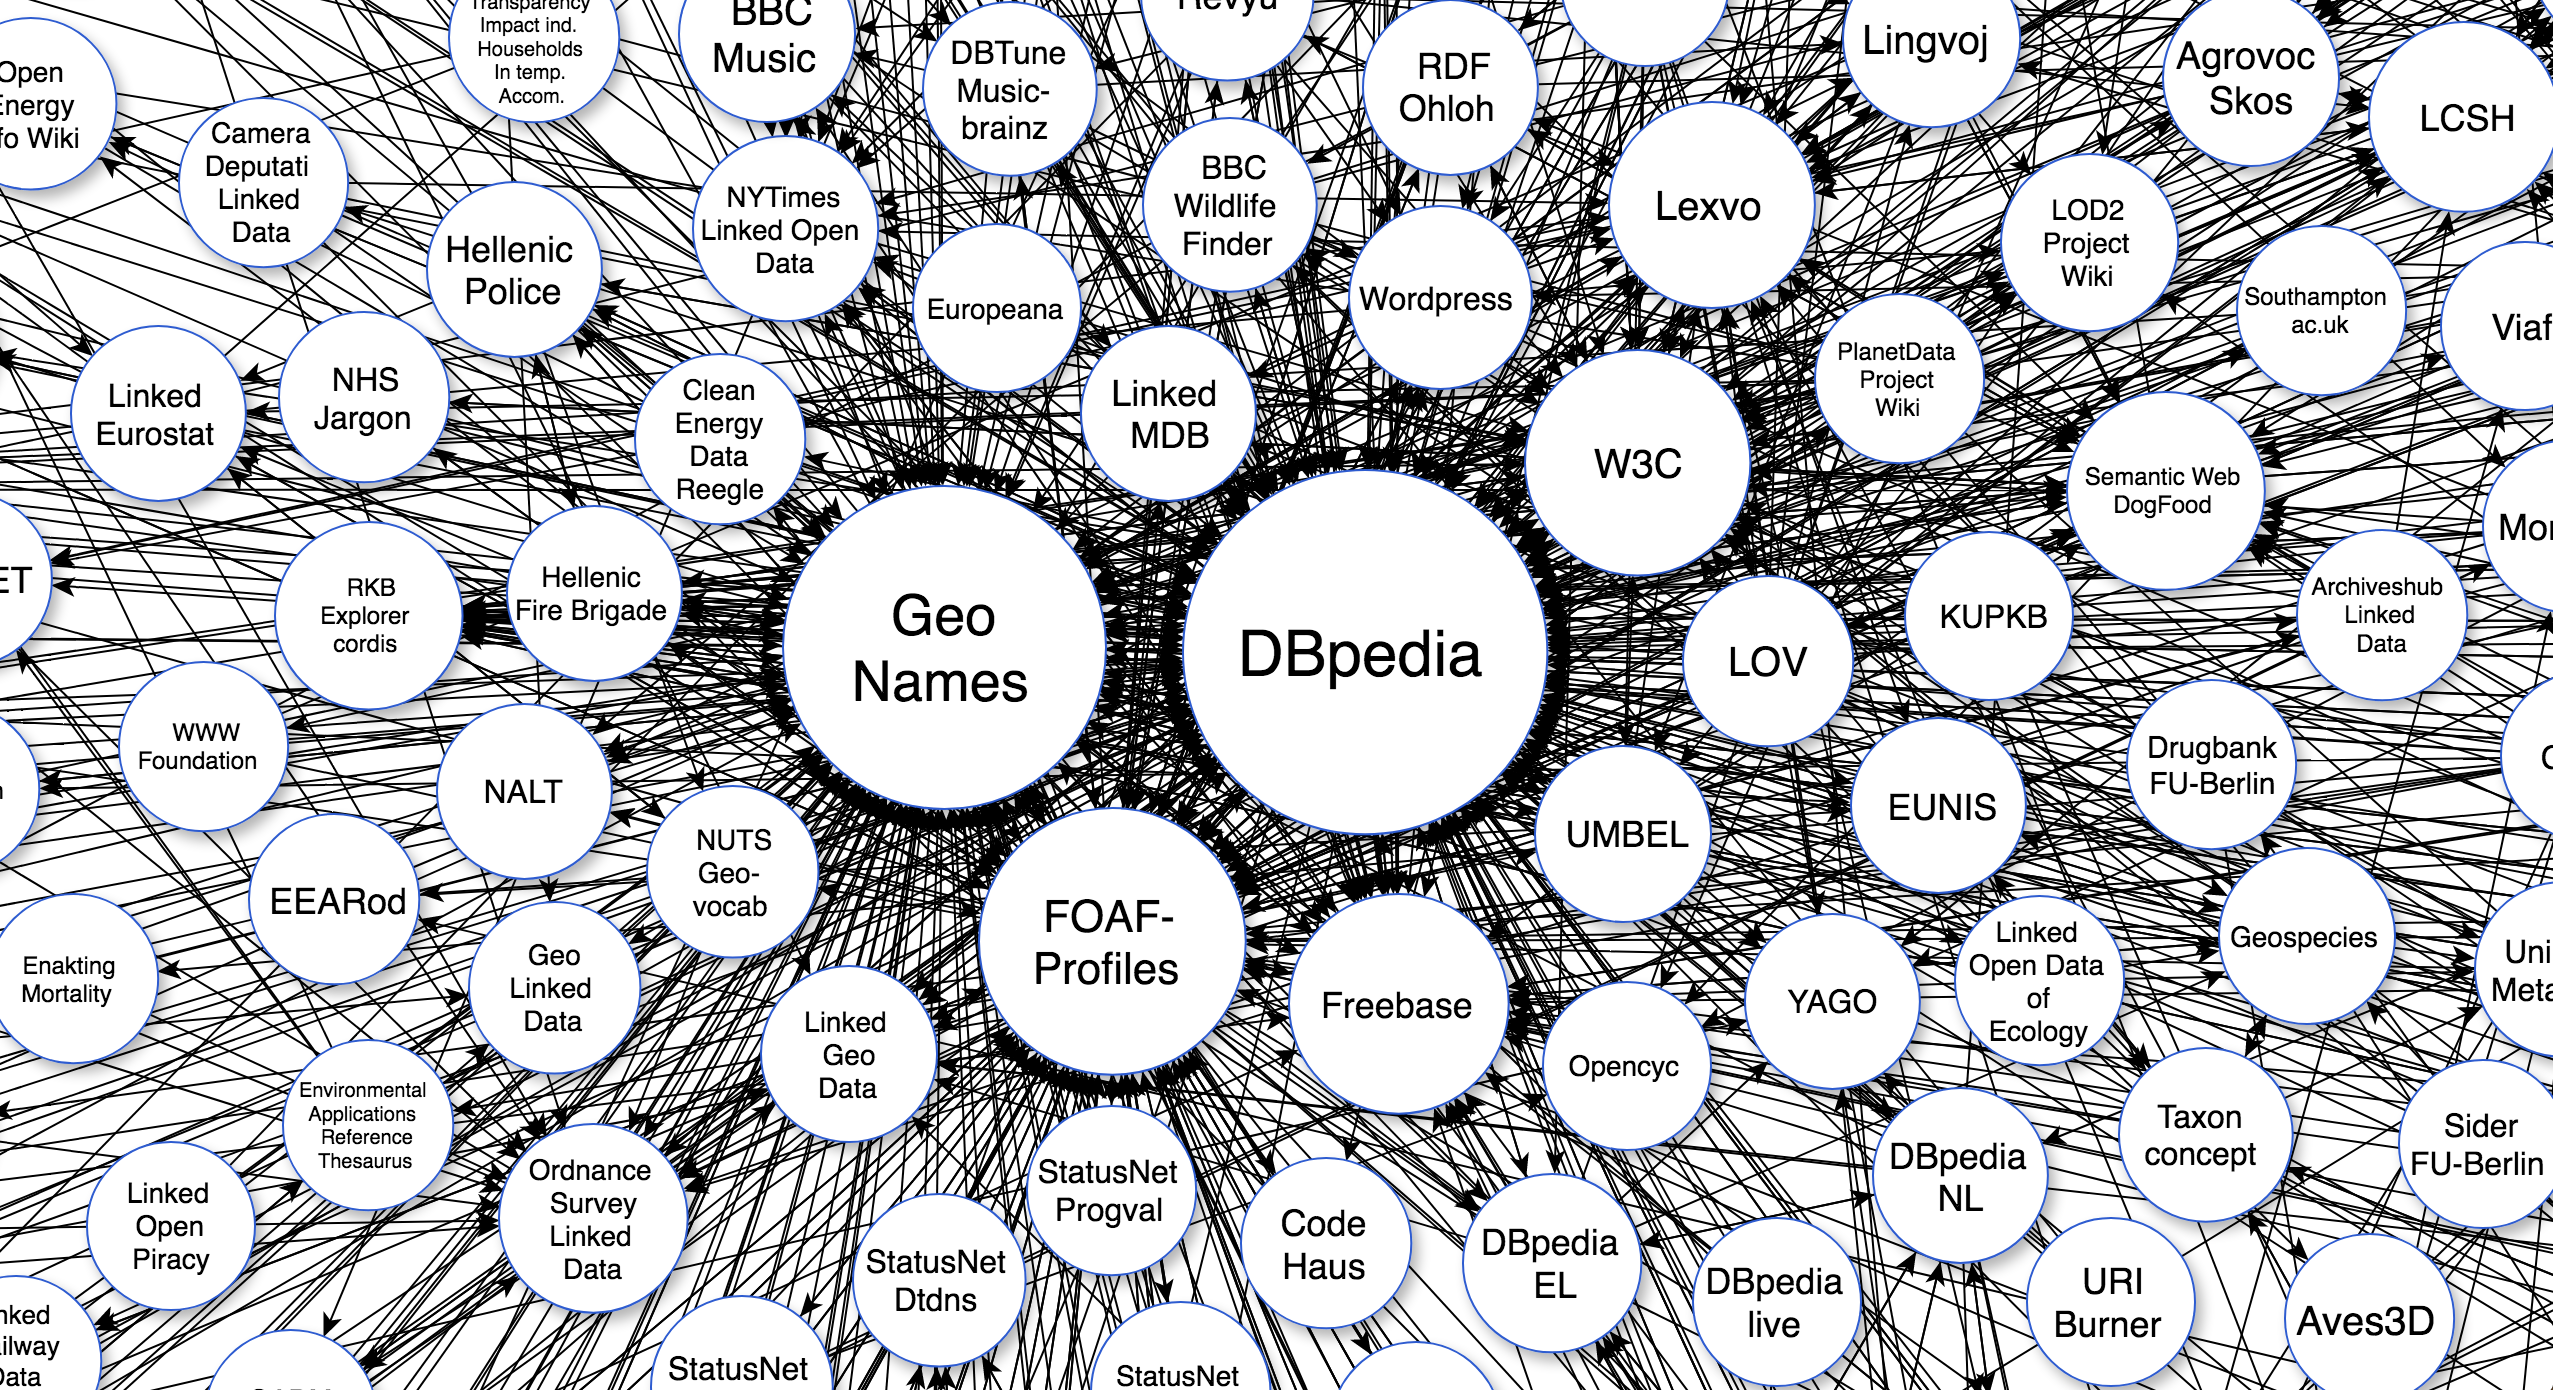 Transparency
Impact ind.
Households
In temp.
Accom.
BBC
Music
DBTune
Music-
brainz
Revyu
RDF
Ohloh
Lingvoj
Agrovoc
Skos
LCSH
Open
Energy
fo Wiki
Camera
Deputati
Linked
Data
Hellenic
Police
NYTimes
Linked Open
Data
Europeana
BBC
Wildlife
Finder
Wordpress
Lexvo
LOD2
Project
Wiki
Southampton
ac.uk
Viaf
Linked
Eurostat
NHS
Jargon
Clean
Energy
Data
Reegle
Linked
MDB
W3C
PlanetData
Project
Wiki
Semantic Web
DogFood
Mor
ET
RKB
Explorer
cordis
Hellenic
Fire Brigade
Geo
Names
DBpedia
LOV
KUPKB
Archiveshub
Linked
Data
WWW
Foundation
NALT
NUTS
Geo-
vocab
UMBEL
EUNIS
Drugbank
FU-Berlin
EEARod
Enakting
Mortality
Geo
Linked
Data
Linked
Geo
Data
FOAF-
Profiles
Freebase
Opencyc
YAGO
Linked
Open Data
of
Ecology
Geospecies
Uni
Meta
Environmental
Applications
Reference
Thesaurus
Linked
Open
Piracy
Ordnance
Survey
Linked
Data
StatusNet
Dtdns
StatusNet
Progval
Code
Haus
DBpedia
EL
DBpedia
live
DBpedia
NL
Taxon
concept
Sider
FU-Berlin
URI
Burner
Aves3D
nked
ilway
Data
StatusNet
StatusNet